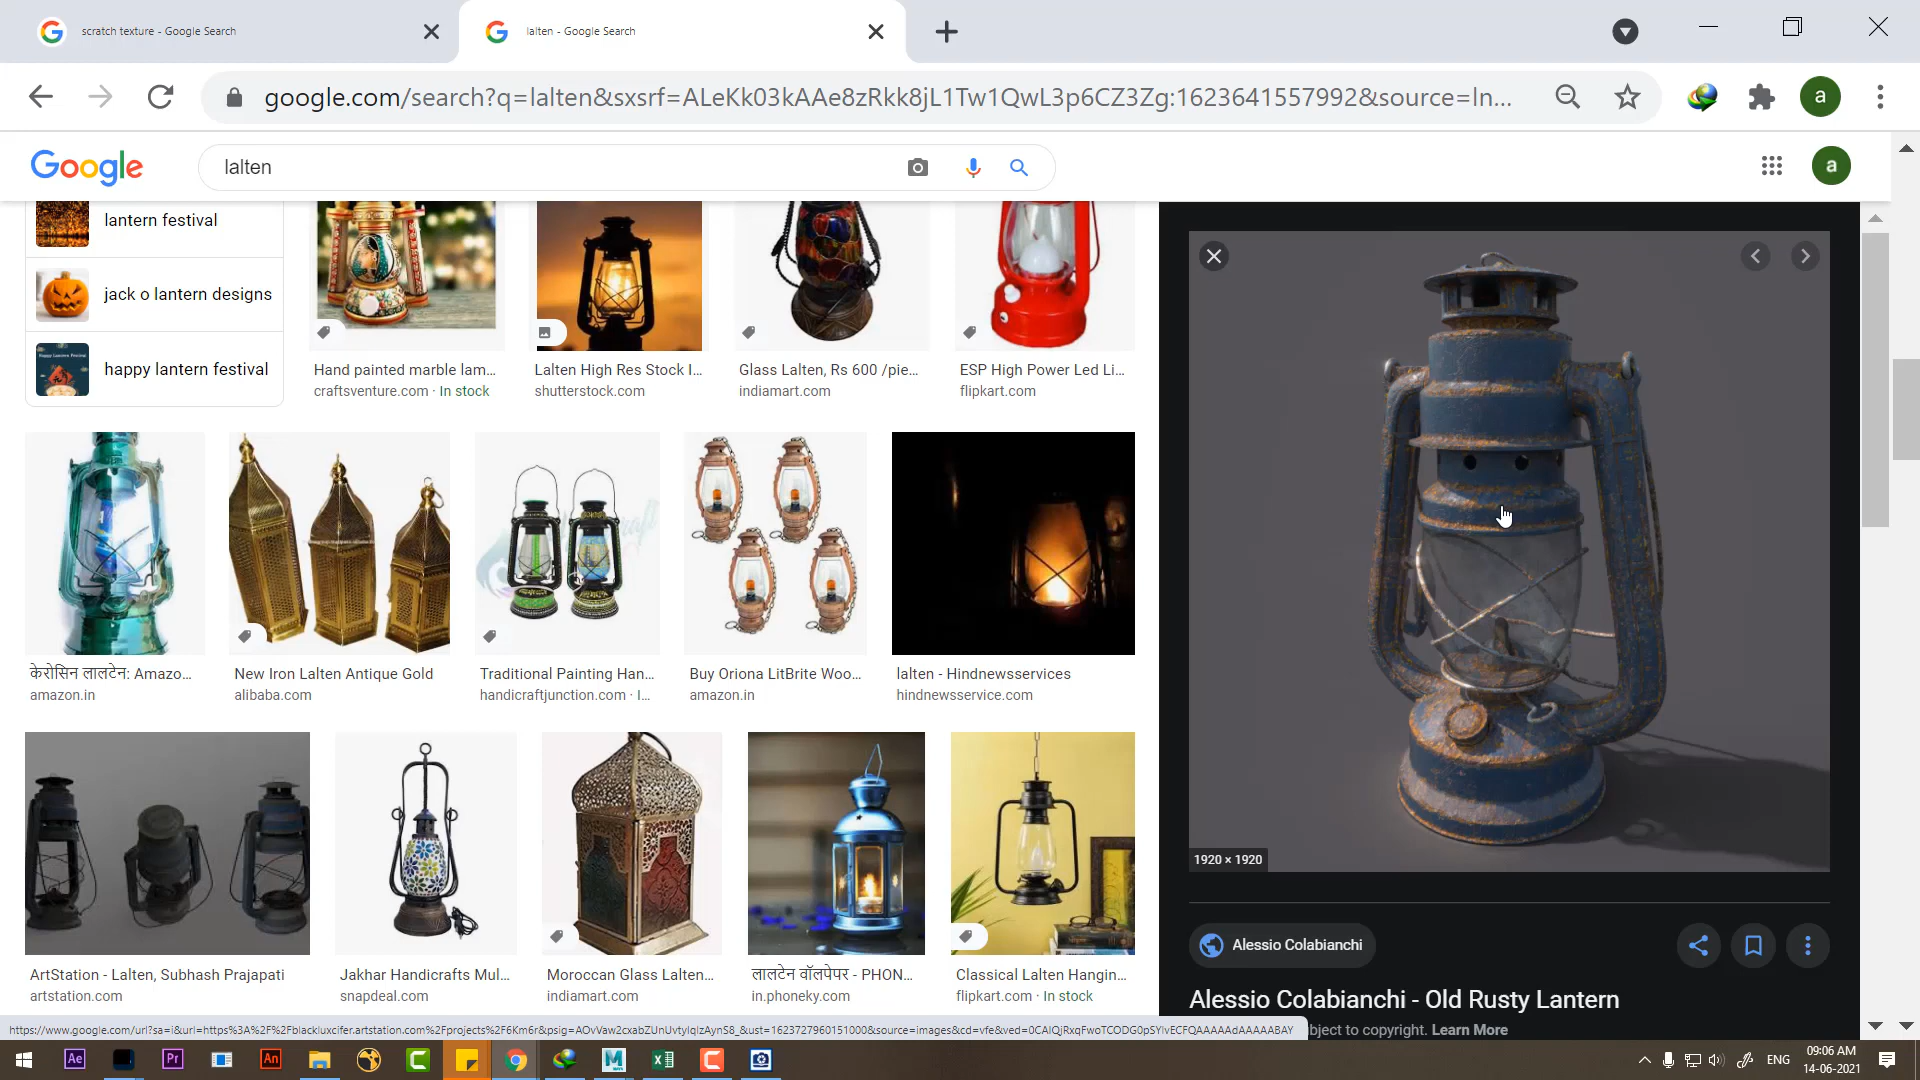 scratch texture - Google Search
lalten - Google Search
google.com/search?q=lalten&sxsrf=ALeKk03kAAe8zRkk8jL1Tw1QwL3p6CZ3Zg:1623641557992&source=ln...
a
Google
lalten
a
lantern festival
jack o lantern designs
happy lantern festival
Hand painted marble lam...
craftsventure.com · In stock
Lalten High Res Stock I...
shutterstock.com
Glass Lalten, Rs 600 /pie...
indiamart.com
ESP High Power Led Li...
flipkart.com
केरोसिन लालटेन: Amazo...
amazon.in
New Iron Lalten Antique Gold
alibaba.com
Traditional Painting Han...
handicraftjunction.com · I...
Buy Oriona LitBrite Woo...
amazon.in
lalten - Hindnewsservices
hindnewsservice.com
1920 × 1920
Alessio Colabianchi
ArtStation - Lalten, Subhash Prajapati
artstation.com
Jakhar Handicrafts Mul...
snapdeal.com
Moroccan Glass Lalten...
indiamart.com
लालटेन वॉलपेपर - PHON...
in.phoneky.com
Classical Lalten Hangin...
flipkart.com · In stock
Alessio Colabianchi - Old Rusty Lantern
bject to copyright. Learn More
Ae
Pr
An
ENG
09:06 AM
14-06-2021